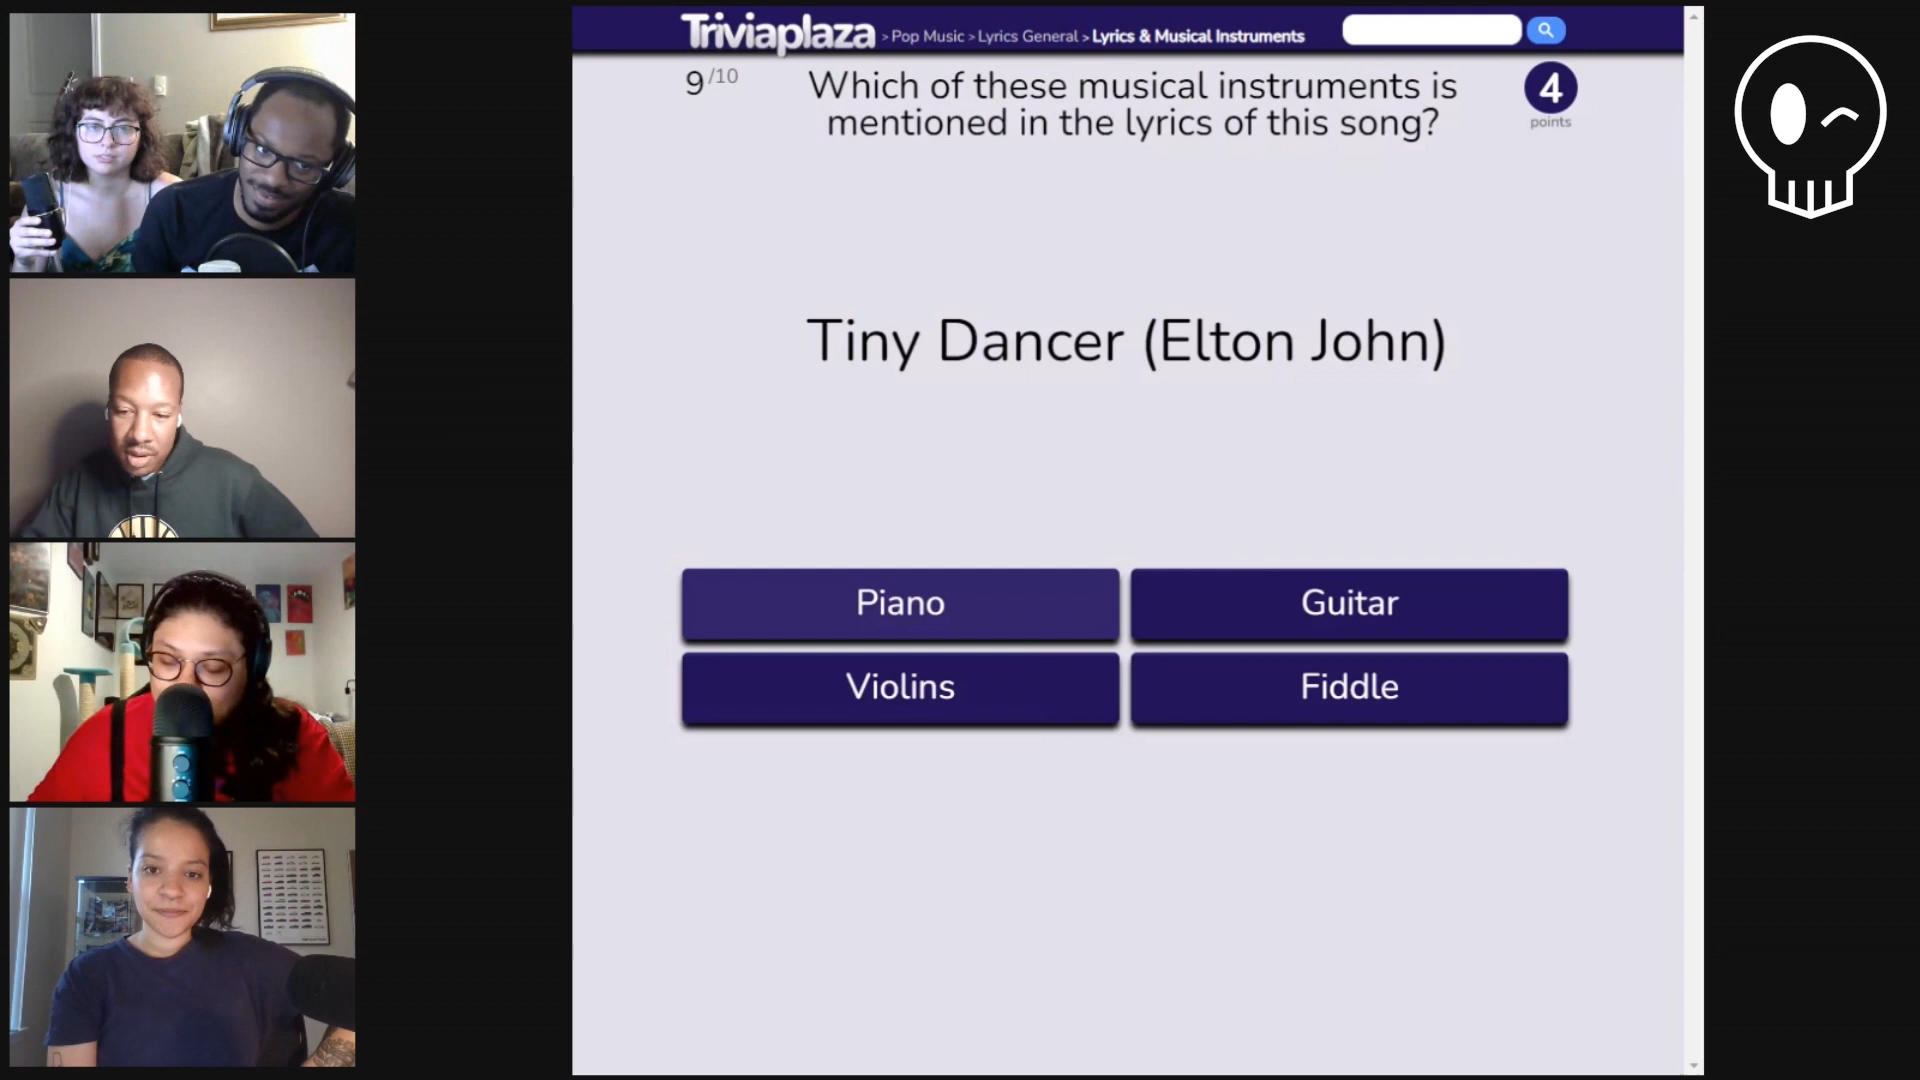 Triviaplaza > Pop Music > Lyrics General > Lyrics & Musical Instruments
9/10
Which of these musical instruments is
mentioned in the lyrics of this song?
4
points
Tiny Dancer (Elton John)
Piano
Guitar
Violins
Fiddle